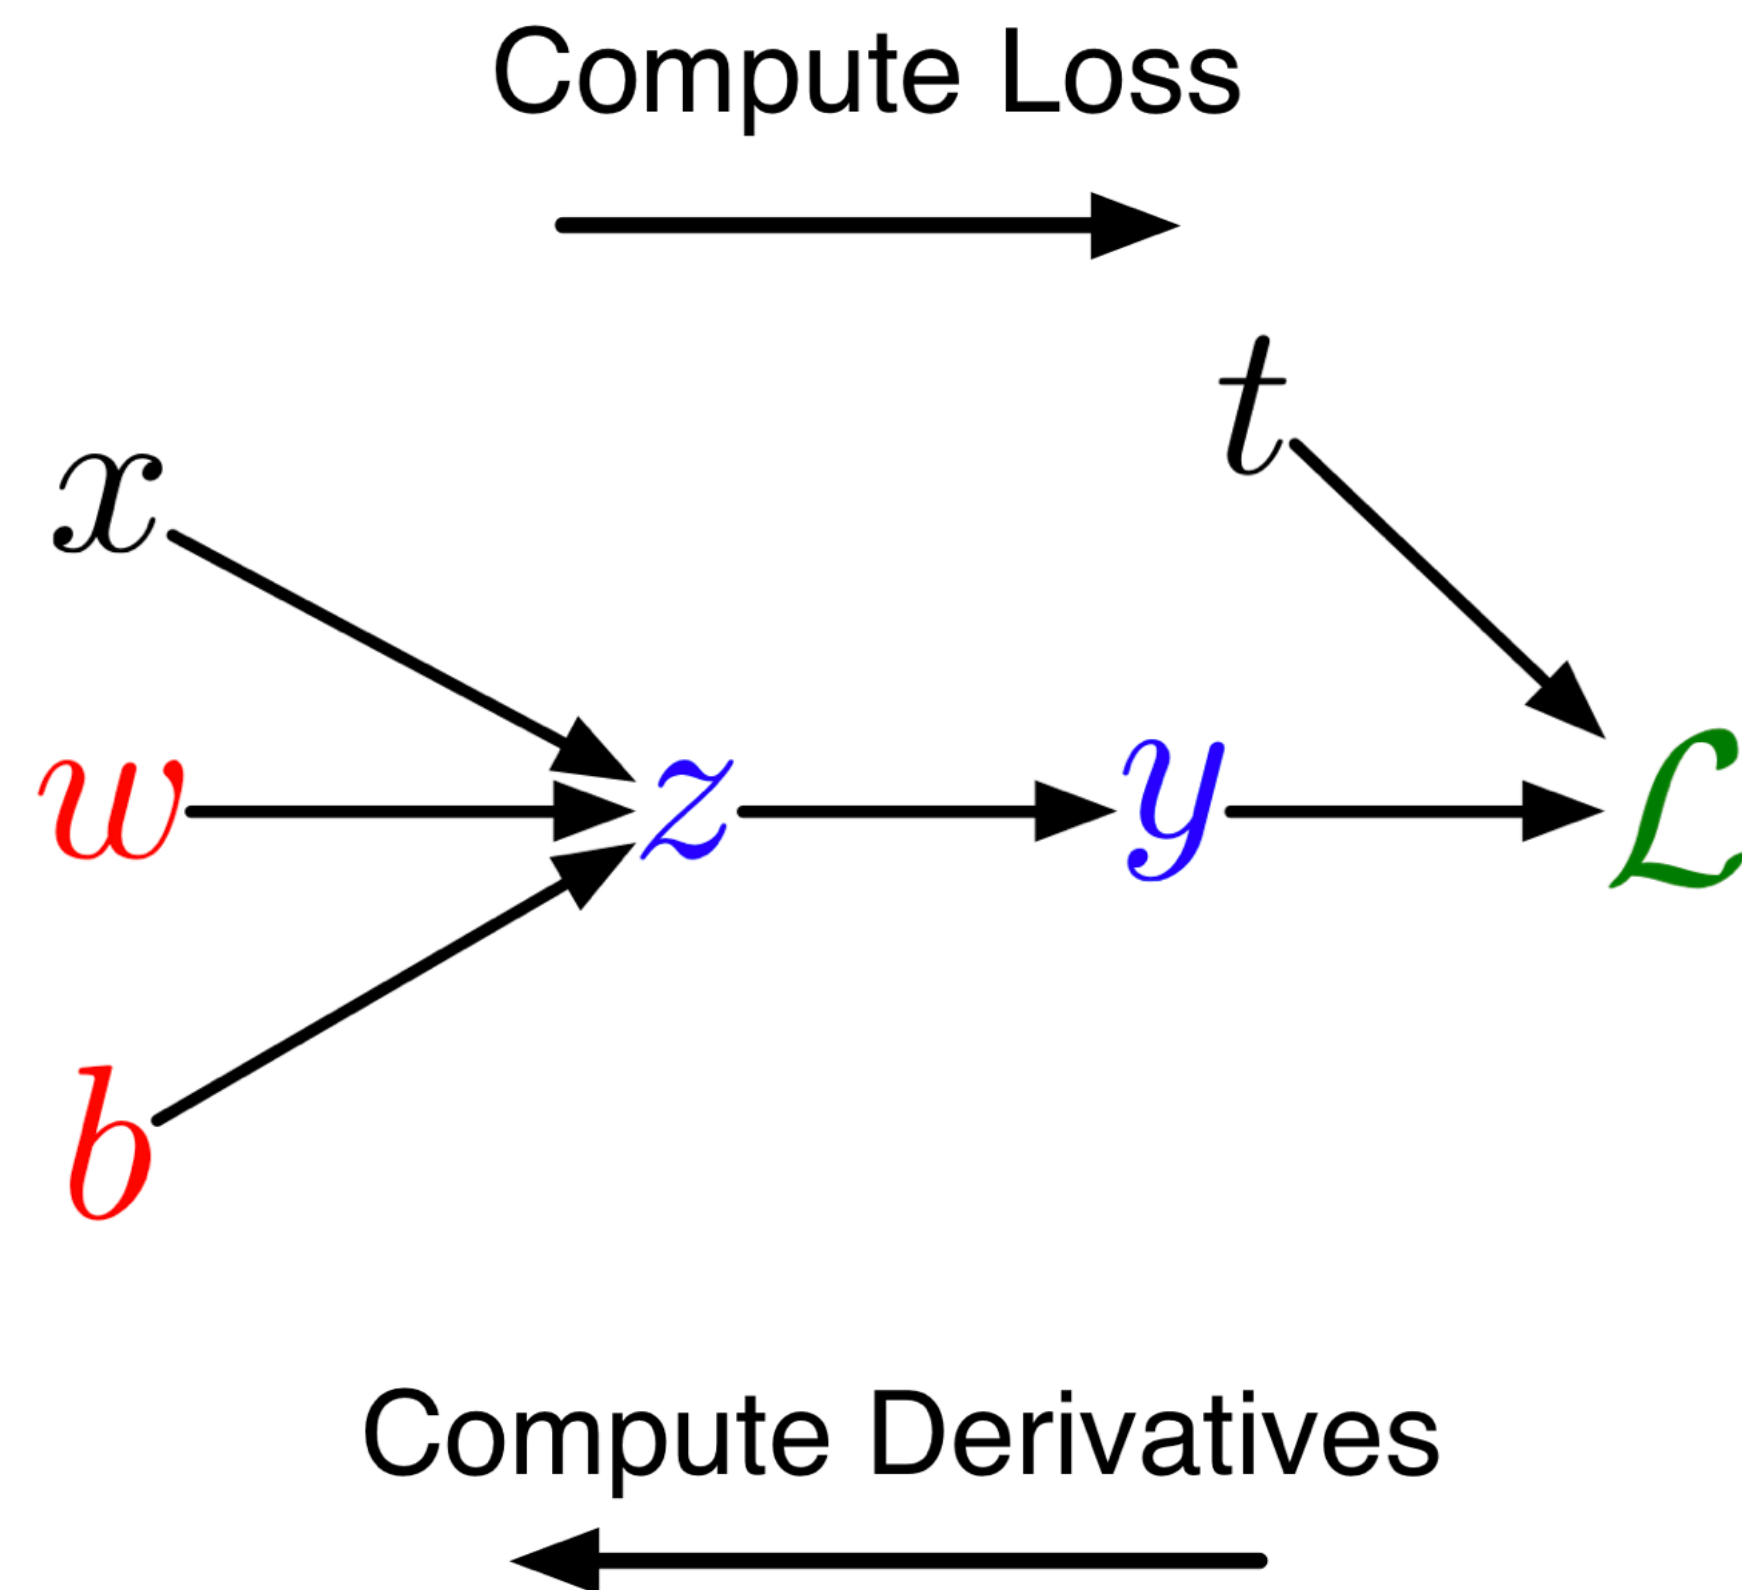 Compute Loss
t
x
w z y ℒ
b
Compute Derivatives